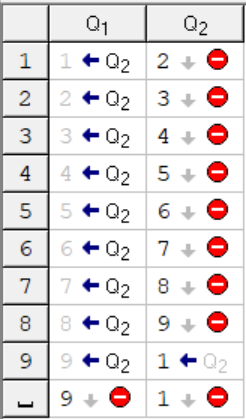 Q₁ Q₂
1 1 ← Q₂ 2 ↓ ⛔
2 2 ← Q₂ 3 ↓ ⛔
3 3 ← Q₂ 4 ↓ ⛔
4 4 ← Q₂ 5 ↓ ⛔
5 5 ← Q₂ 6 ↓ ⛔
6 6 ← Q₂ 7 ↓ ⛔
7 7 ← Q₂ 8 ↓ ⛔
8 8 ← Q₂ 9 ↓ ⛔
9 9 ← Q₂ 1 ← Q₂
⎵ 9 ↓ ⛔ 1 ↓ ⛔